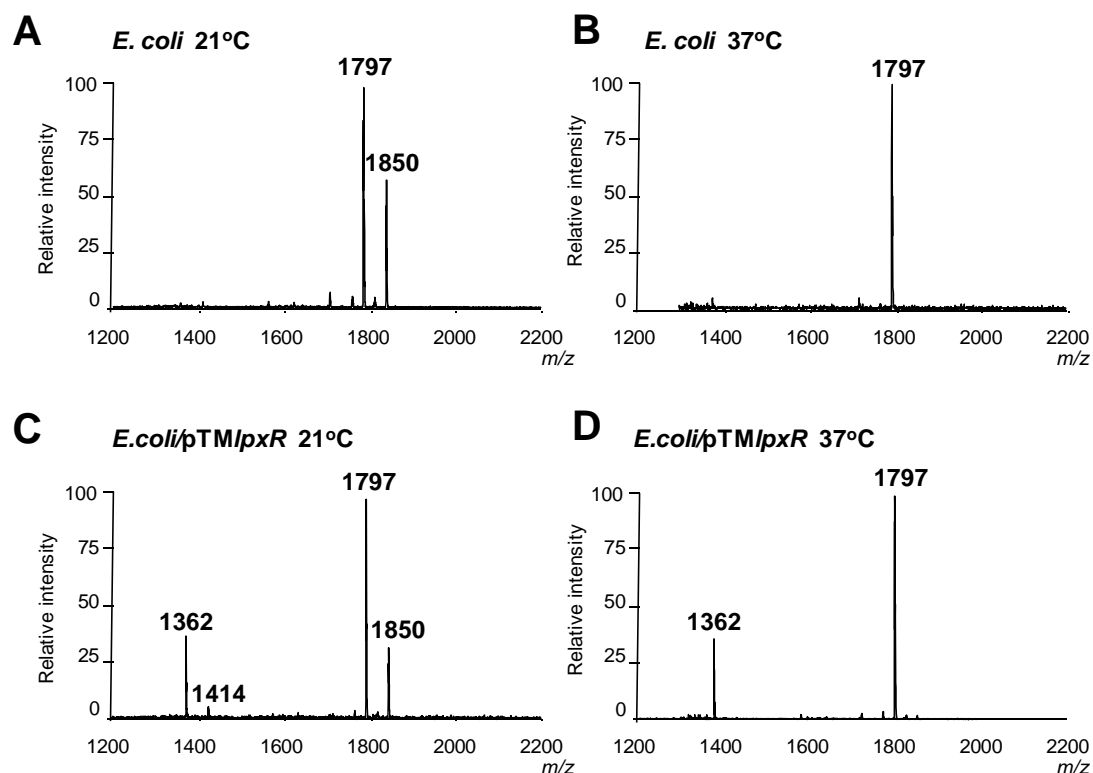 A
E. coli 21°C
1797
1850
100
75
50
25
0
Relative intensity
1200 1400 1600 1800 2000 2200
m/z
B
E. coli 37°C
1797
100
75
50
25
0
Relative intensity
1200 1400 1600 1800 2000 2200
m/z
C
E.coli/pTMlpxR 21°C
1797
1362
1850
1414
100
75
50
25
0
Relative intensity
1200 1400 1600 1800 2000 2200
m/z
D
E.coli/pTMlpxR 37°C
1797
1362
100
75
50
25
0
Relative intensity
1200 1400 1600 1800 2000 2200
m/z